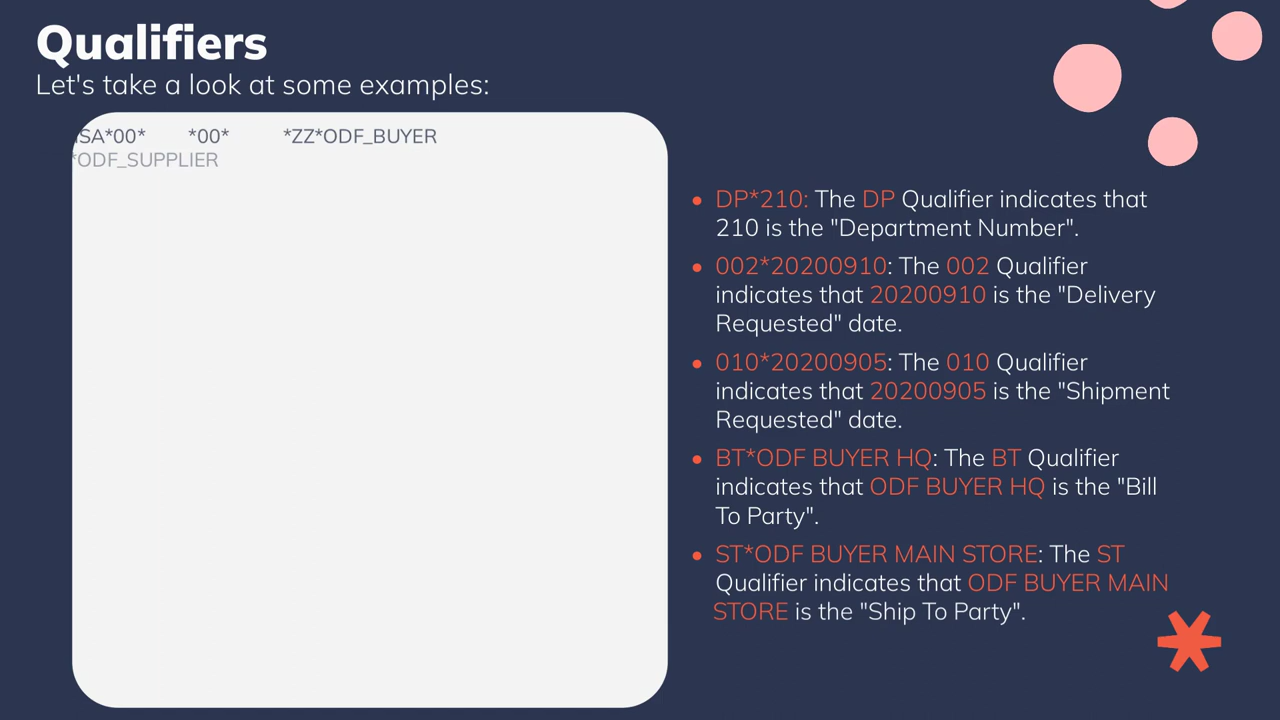 Qualifiers
Let's take a look at some examples:
ISA*00* *00* *ZZ*ODF_BUYER
*ODF_SUPPLIER
• DP*210: The DP Qualifier indicates that
210 is the "Department Number".
• 002*20200910: The 002 Qualifier
indicates that 20200910 is the "Delivery
Requested" date.
• 010*20200905: The 010 Qualifier
indicates that 20200905 is the "Shipment
Requested" date.
• BT*ODF BUYER HQ: The BT Qualifier
indicates that ODF BUYER HQ is the "Bill
To Party".
• ST*ODF BUYER MAIN STORE: The ST
Qualifier indicates that ODF BUYER MAIN
STORE is the "Ship To Party".